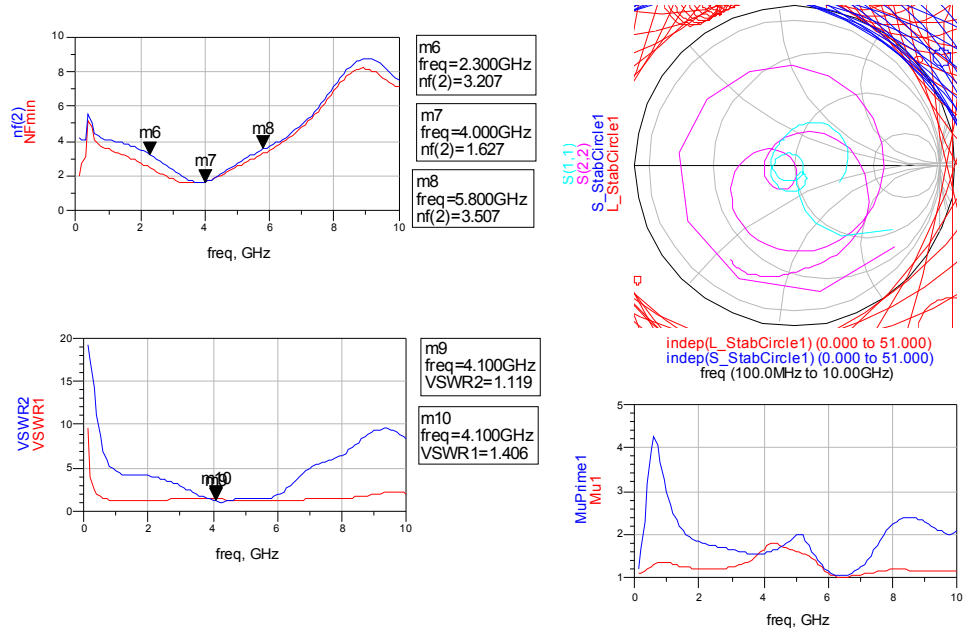 nf(2)
NFmin
10
8
6
4
2
0
m6
m7
m8
0
2
4
6
8
10
freq, GHz
m6
freq=2.300GHz
nf(2)=3.207
m7
freq=4.000GHz
nf(2)=1.627
m8
freq=5.800GHz
nf(2)=3.507
S(1,1)
S(2,2)
S_StabCircle1
L_StabCircle1
indep(L_StabCircle1) (0.000 to 51.000)
indep(S_StabCircle1) (0.000 to 51.000)
freq (100.0MHz to 10.00GHz)
VSWR2
VSWR1
20
15
10
5
0
m10
0
2
4
6
8
10
freq, GHz
m9
freq=4.100GHz
VSWR2=1.119
m10
freq=4.100GHz
VSWR1=1.406
MuPrime1
Mu1
5
4
3
2
1
0
2
4
6
8
10
freq, GHz